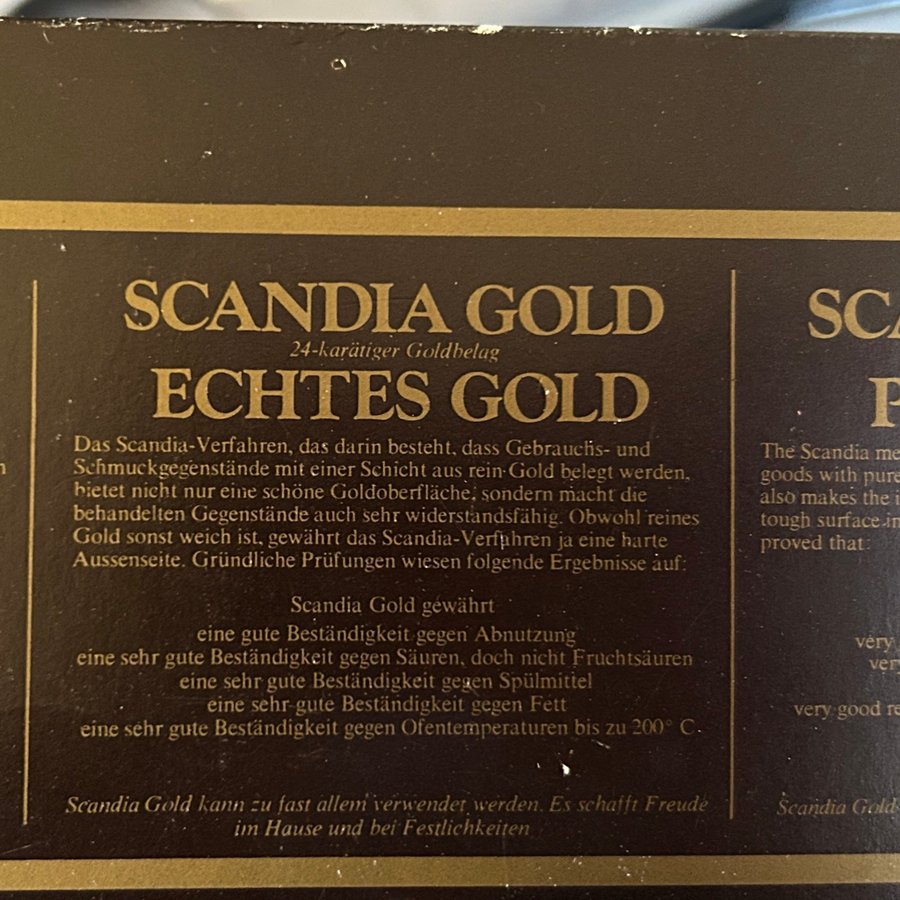 SCANDIA GOLD
24-karätiger Goldbelag
ECHTES GOLD
Das Scandia-Verfahren, das darin besteht, dass Gebrauchs- und
Schmuckgegenstände mit einer Schicht aus rein Gold belegt werden,
bietet nicht nur eine schöne Goldoberfläche, sondern macht die
behandelten Gegenstände auch sehr widerstandsfähig. Obwohl reines
Gold sonst weich ist, gewährt das Scandia-Verfahren ja eine harte
Aussenseite. Gründliche Prüfungen wiesen folgende Ergebnisse auf:
Scandia Gold gewährt
eine gute Beständigkeit gegen Abnutzung
eine sehr gute Beständigkeit gegen Säuren, doch nicht Fruchtsäuren
eine sehr gute Beständigkeit gegen Spülmittel
eine sehr gute Beständigkeit gegen Fett
eine sehr gute Beständigkeit gegen Ofentemperaturen bis zu 200° C.
Scandia Gold kann zu fast allem verwendet werden. Es schafft Freude
im Hause und bei Festlichkeiten
SCA
P
The Scandia me
goods with pure
also makes the i
tough surface in
proved that:
very
very
very good re
Scandia Gold